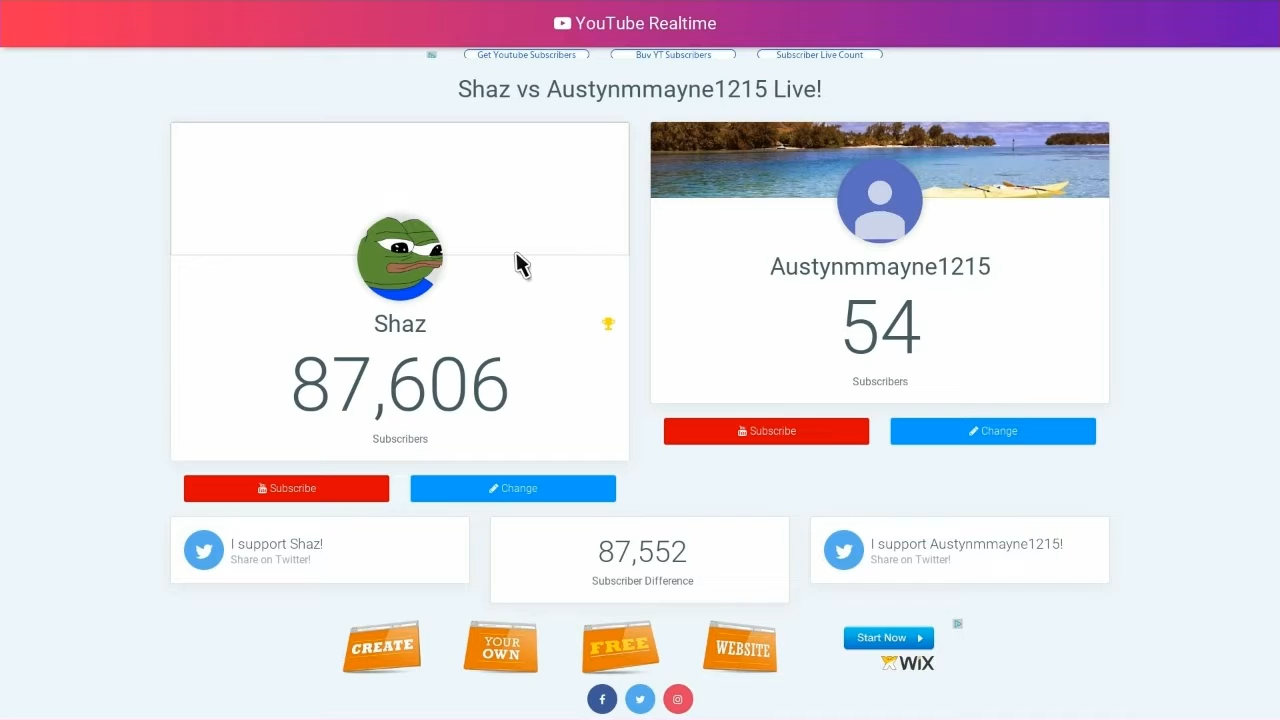 YouTube Realtime
Get Youtube Subscribers
Buy YT Subscribers
Subscriber Live Count
Shaz vs Austynmmayne1215 Live!
Shaz
87,606
Subscribers
Subscribe
Change
Austynmmayne1215
54
Subscribers
Subscribe
Change
I support Shaz!
Share on Twitter!
87,552
Subscriber Difference
I support Austynmmayne1215!
Share on Twitter!
CREATE
YOUR
OWN
FREE
WEBSITE
Start Now
WiX